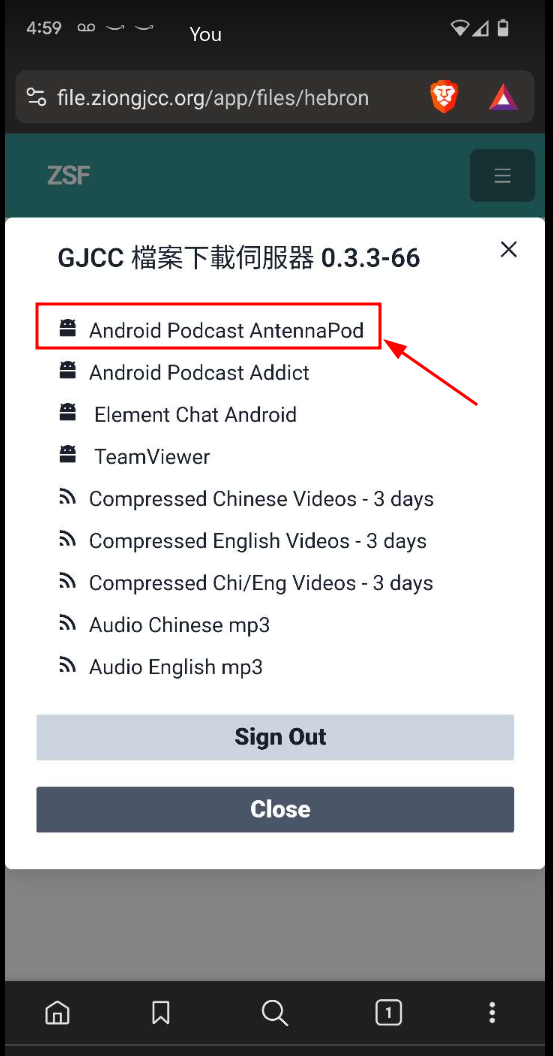 4:59
You
file.ziongjcc.org/app/files/hebron
ZSF
GJCC 檔案下載伺服器 0.3.3-66
Android Podcast AntennaPod
Android Podcast Addict
Element Chat Android
TeamViewer
Compressed Chinese Videos - 3 days
Compressed English Videos - 3 days
Compressed Chi/Eng Videos - 3 days
Audio Chinese mp3
Audio English mp3
Sign Out
Close
1